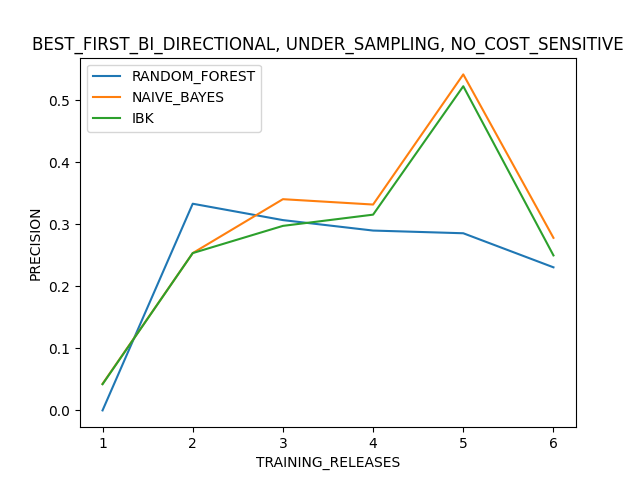 BEST_FIRST_BI_DIRECTIONAL, UNDER_SAMPLING, NO_COST_SENSITIVE
RANDOM_FOREST
NAIVE_BAYES
IBK
PRECISION
0.5
0.4
0.3
0.2
0.1
0.0
1 2 3 4 5 6
TRAINING_RELEASES